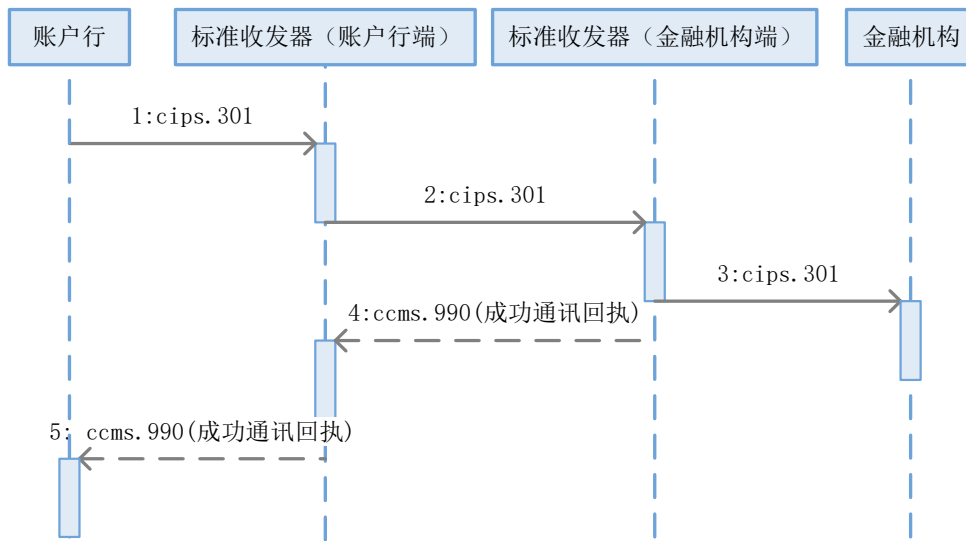 账户行
标准收发器（账户行端）
标准收发器（金融机构端）
金融机构
1:cips.301
2:cips.301
3:cips.301
4:ccms.990(成功通讯回执)
5: ccms.990(成功通讯回执)